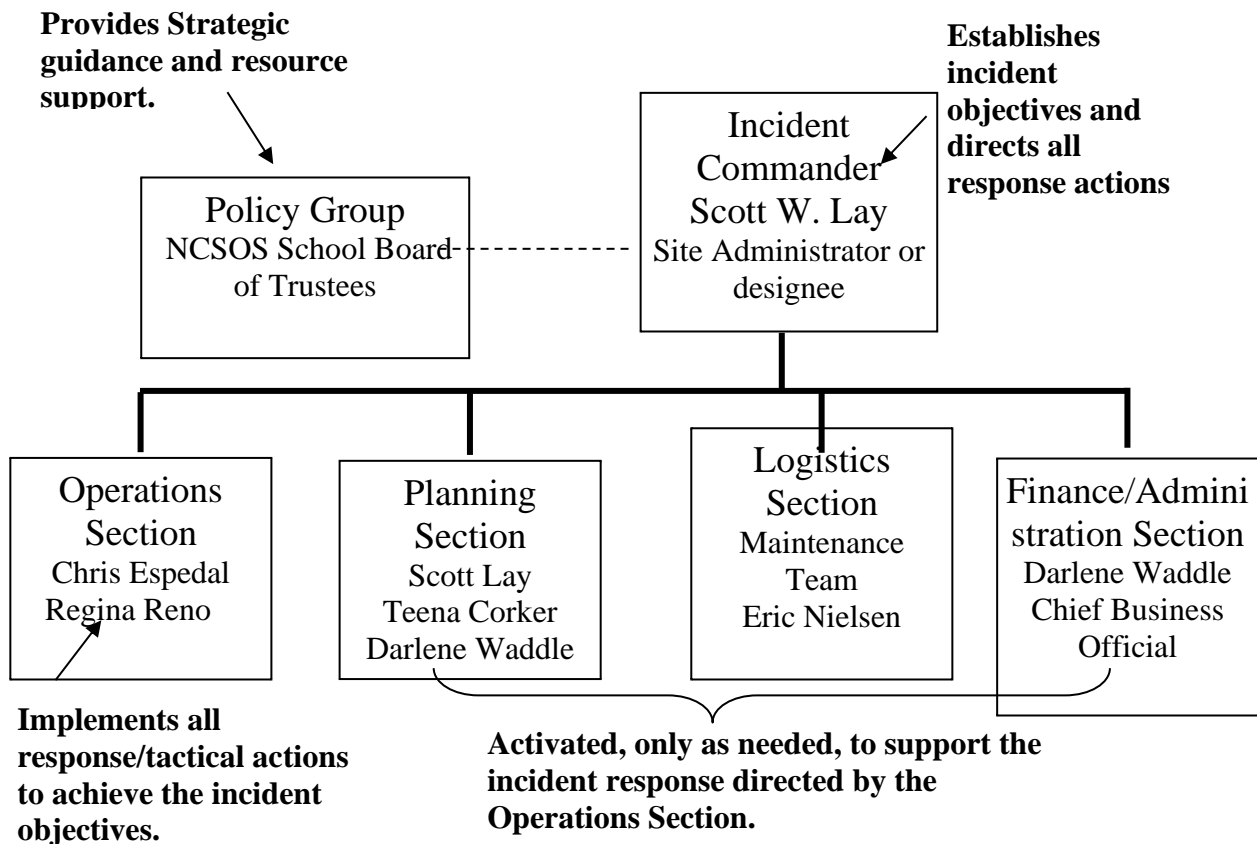 Provides Strategic
guidance and resource
support.
Establishes
incident
objectives and
directs all
response actions
Policy Group
NCSOS School Board
of Trustees
Incident
Commander
Scott W. Lay
Site Administrator or
designee
Operations
Section
Chris Espedal
Regina Reno
Planning
Section
Scott Lay
Teena Corker
Darlene Waddle
Logistics
Section
Maintenance
Team
Eric Nielsen
Finance/Admini
stration Section
Darlene Waddle
Chief Business
Official
Implements all
response/tactical actions
to achieve the incident
objectives.
Activated, only as needed, to support the
incident response directed by the
Operations Section.